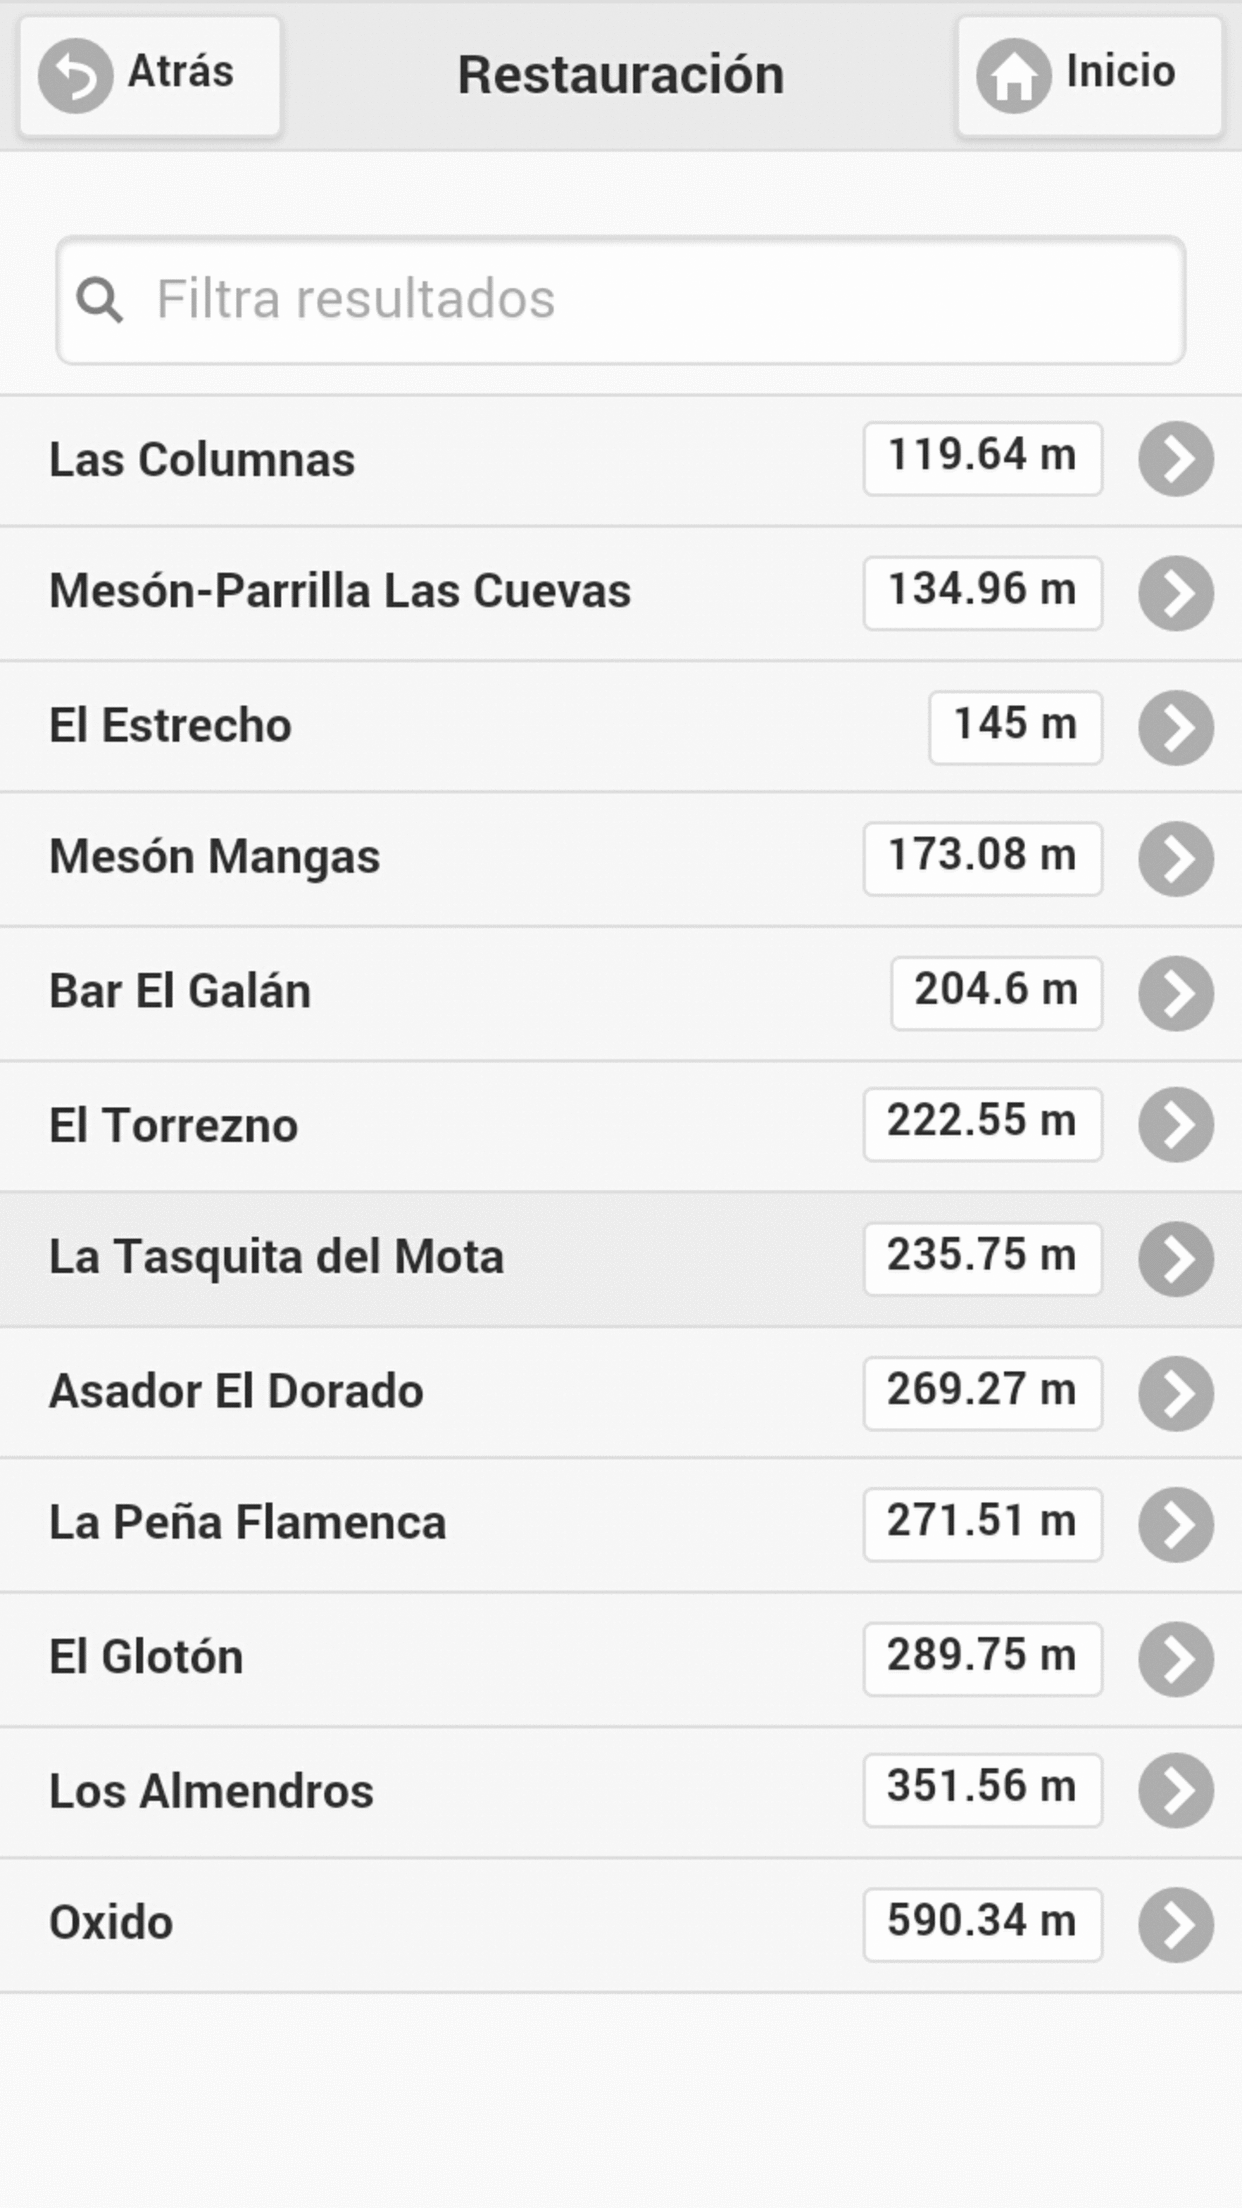 Atrás Restauración Inicio
Filtra resultados
Las Columnas 119.64 m
Mesón-Parrilla Las Cuevas 134.96 m
El Estrecho 145 m
Mesón Mangas 173.08 m
Bar El Galán 204.6 m
El Torrezno 222.55 m
La Tasquita del Mota 235.75 m
Asador El Dorado 269.27 m
La Peña Flamenca 271.51 m
El Glotón 289.75 m
Los Almendros 351.56 m
Oxido 590.34 m